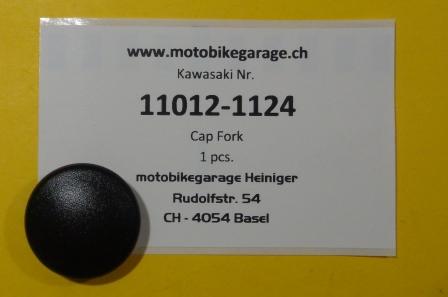 www.motobikegarage.ch
Kawasaki Nr.
11012-1124
Cap Fork
1 pcs.
motobikegarage Heiniger
Rudolfstr. 54
CH - 4054 Basel